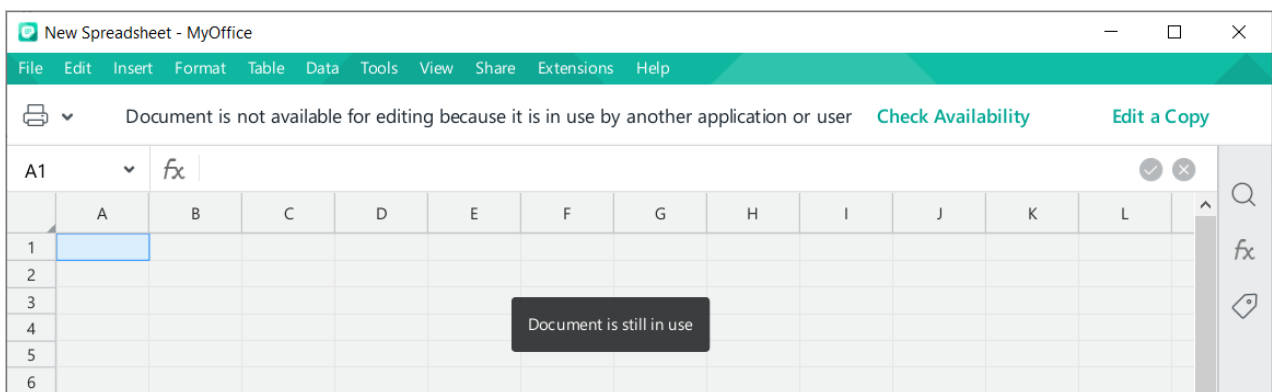 New Spreadsheet - MyOffice
File Edit Insert Format Table Data Tools View Share Extensions Help
Document is not available for editing because it is in use by another application or user Check Availability Edit a Copy
A1 fx
A B C D E F G H I J K L
1
2
3
4
5
6
Document is still in use
fx